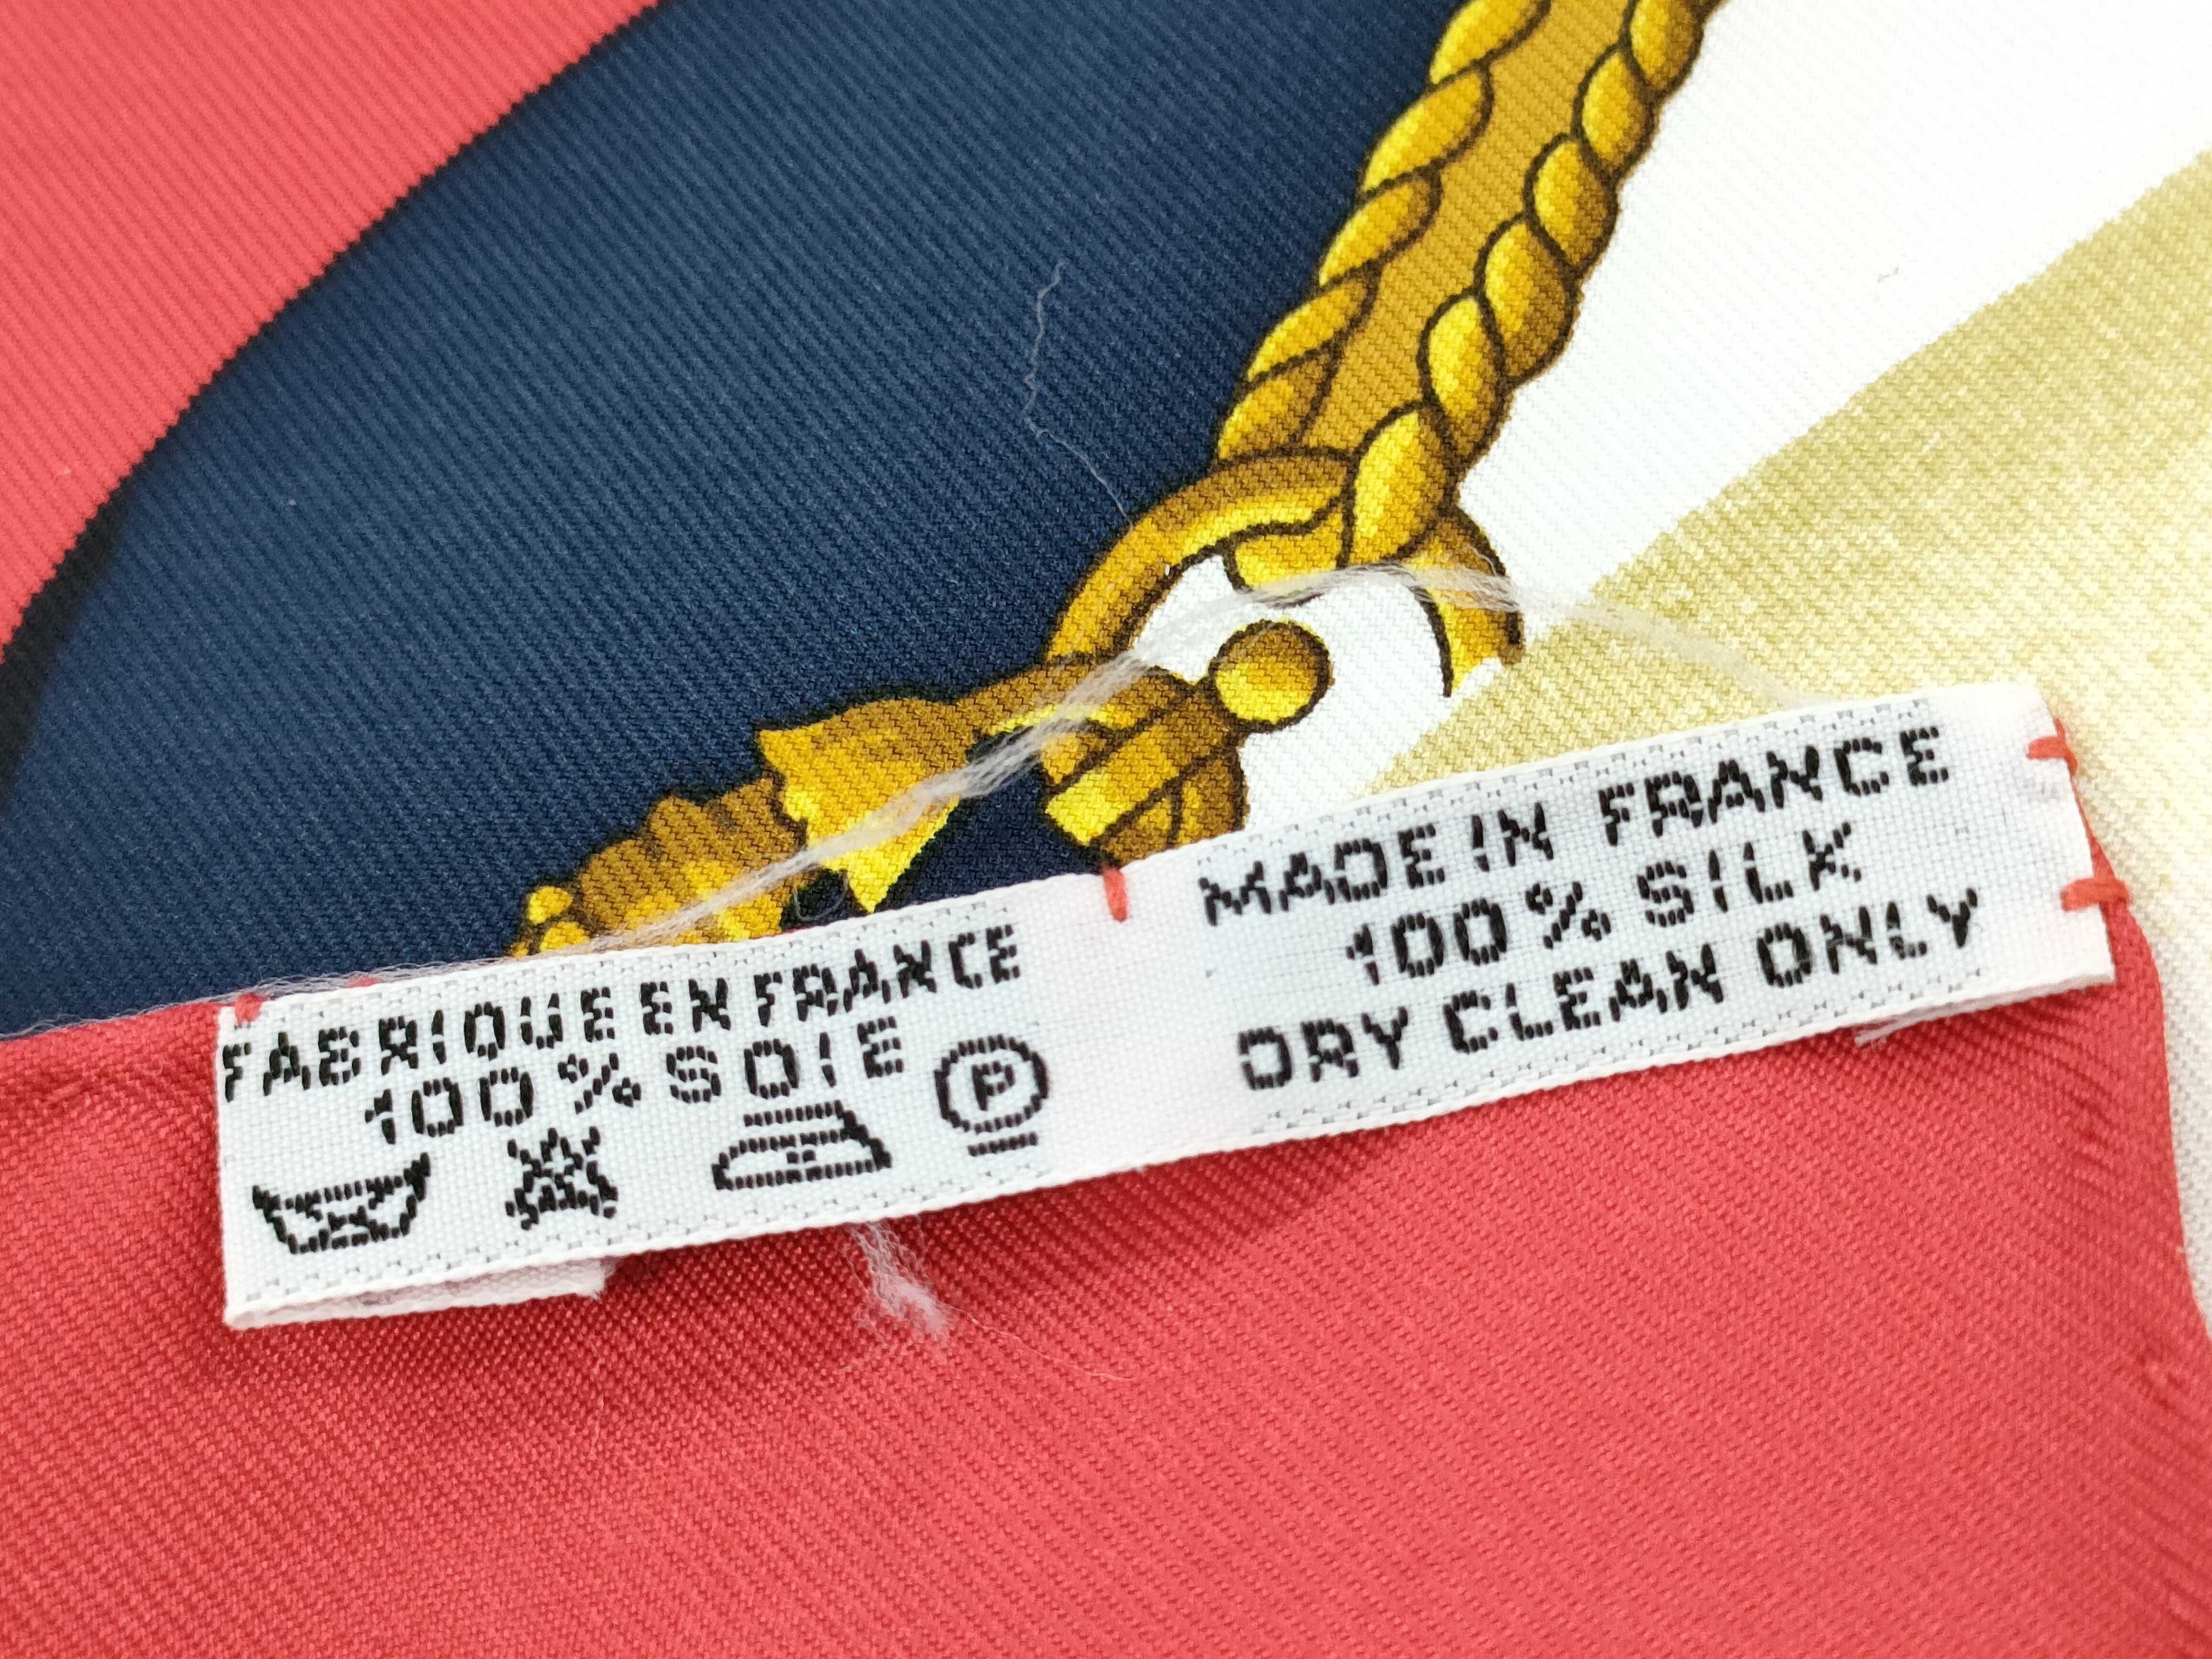 FABRIQUE EN FRANCE
100% SOIE
P
MADE IN FRANCE
100% SILK
DRY CLEAN ONLY